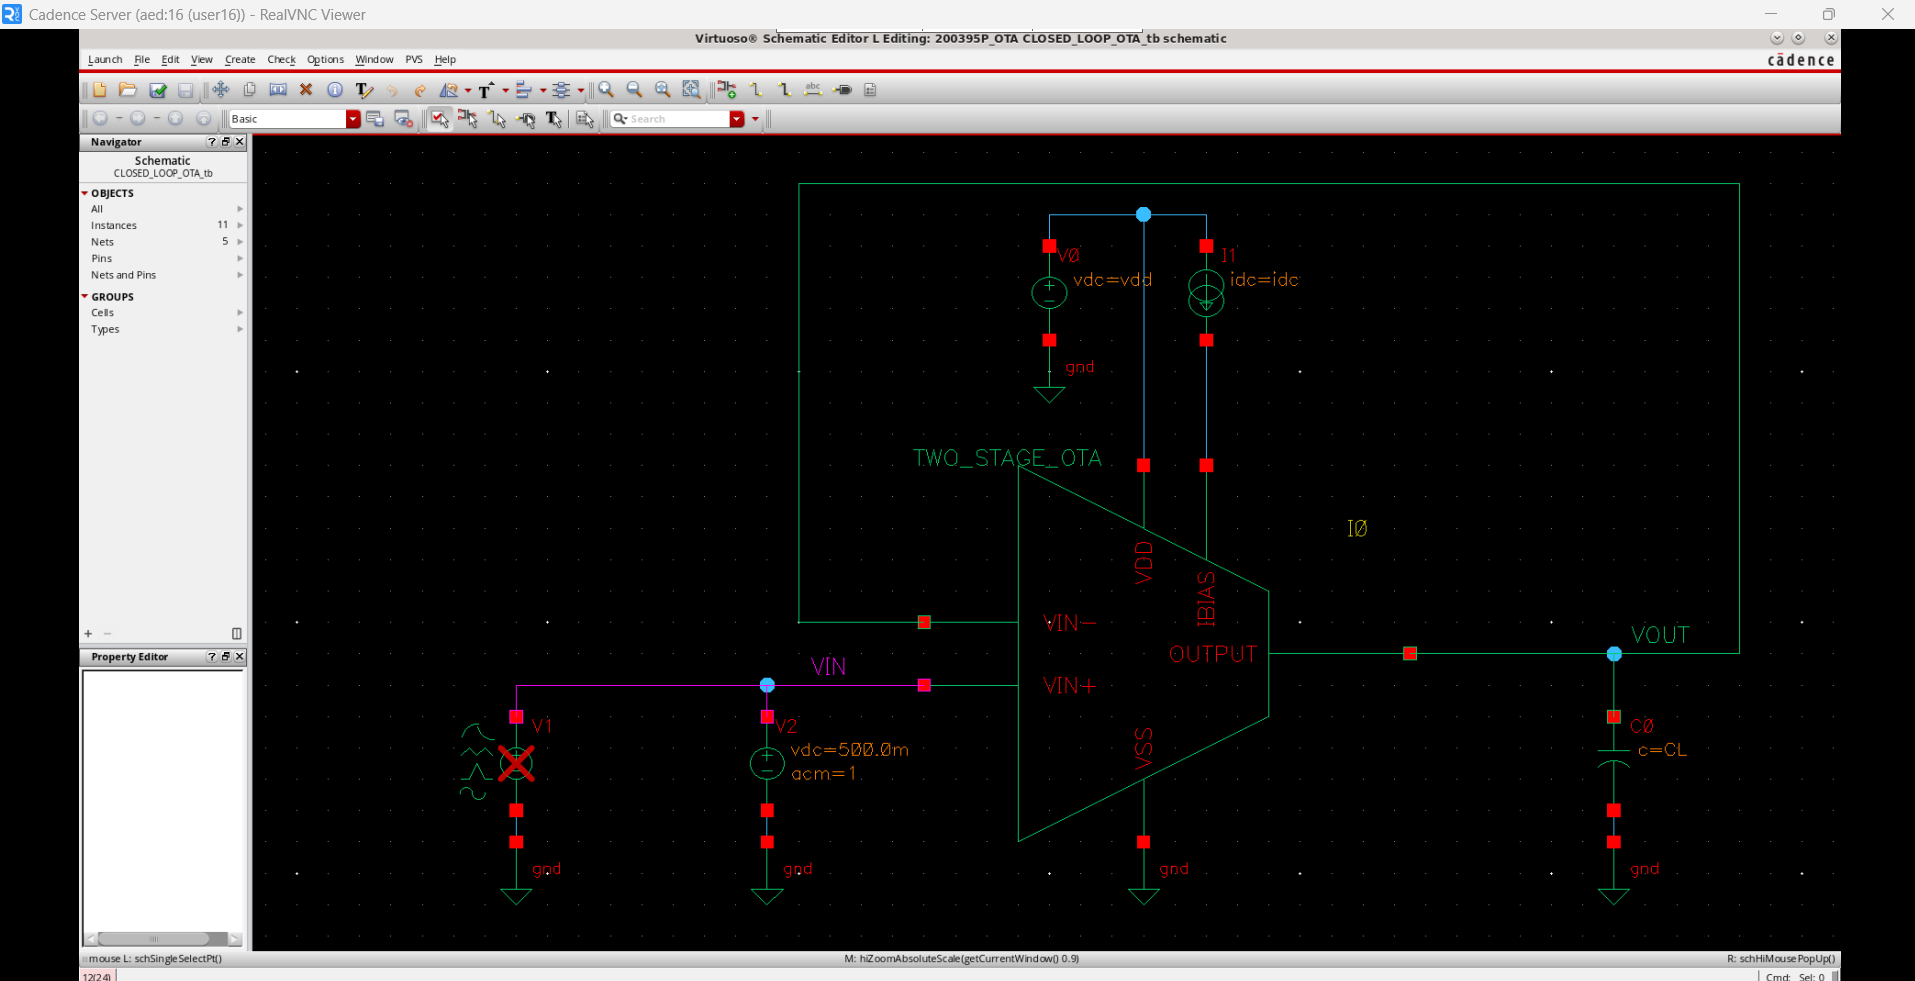 Cadence Server (aed:16 (user16)) - RealVNC Viewer
Virtuoso® Schematic Editor L Editing: 200395P_OTA CLOSED_LOOP_OTA_tb schematic
Launch File Edit View Create Check Options Window PVS Help
cādence
Basic
Search
Navigator
Schematic
CLOSED_LOOP_OTA_tb
OBJECTS
All
Instances 11
Nets 5
Pins
Nets and Pins
GROUPS
Cells
Types
Property Editor
V0
vdc=vdd
gnd
I1
idc=idc
TWO_STAGE_OTA
I0
VDD
IBIAS
VIN-
OUTPUT
VIN+
VSS
VOUT
VIN
V1
V2
vdc=500.0m
acm=1
C0
c=CL
gnd
gnd
gnd
gnd
mouse L: schSingleSelectPt()
M: hiZoomAbsoluteScale(getCurrentWindow() 0.9)
R: schHiMousePopUp()
12(24)
Cmd: Sel: 0